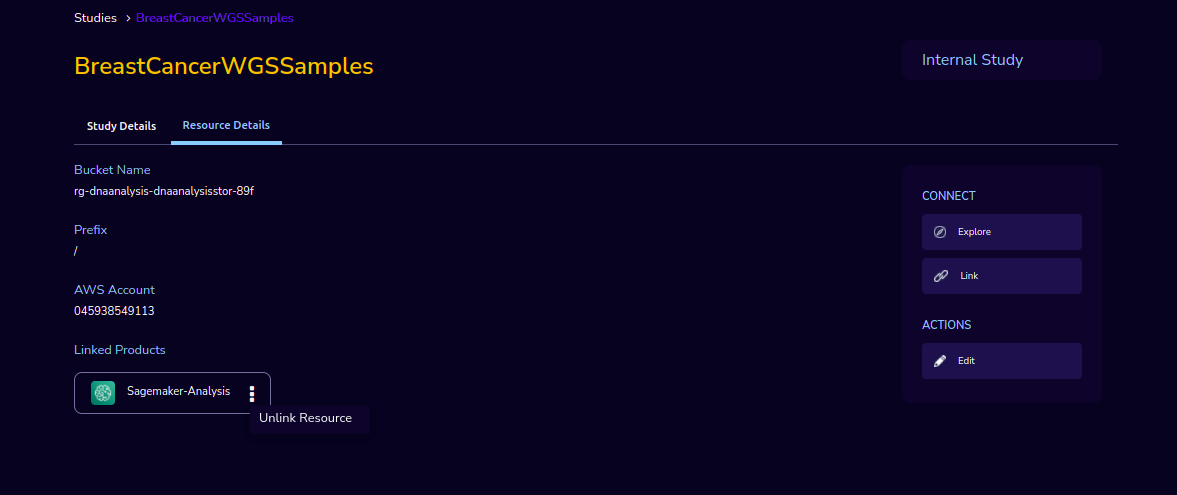 Studies > BreastCancerWGSSamples
BreastCancerWGSSamples
Internal Study
Study Details
Resource Details
Bucket Name
rg-dnaanalysis-dnaanalysisstor-89f
Prefix
/
AWS Account
045938549113
Linked Products
Sagemaker-Analysis
Unlink Resource
CONNECT
Explore
Link
ACTIONS
Edit